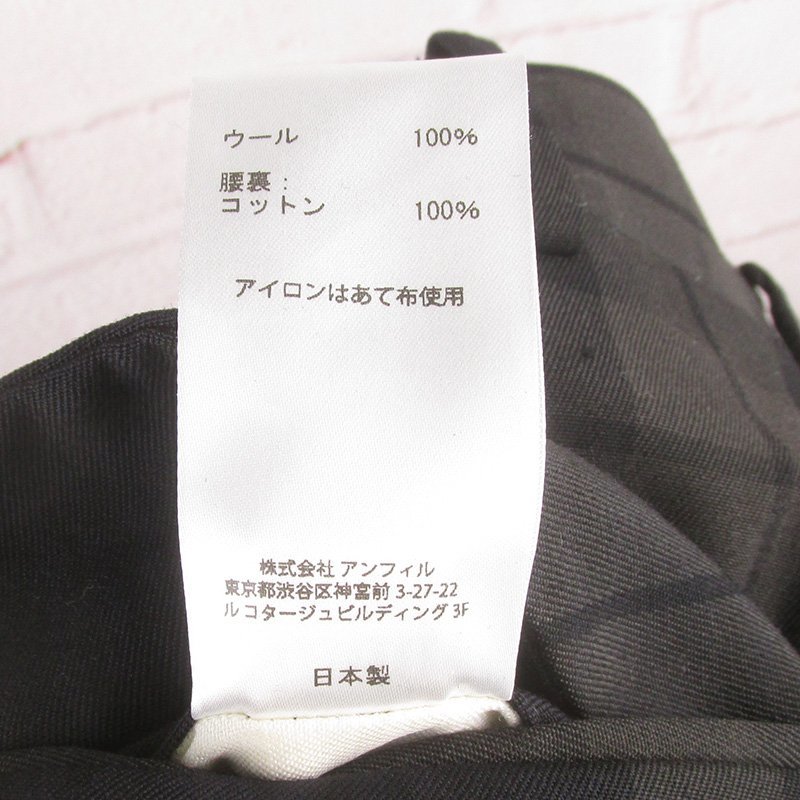 ウール 100%
腰裏：
コットン 100%
アイロンはあて布使用
株式会社 アンフィル
東京都渋谷区神宮前 3-27-22
ル コタージュビルディング 3F
日本製